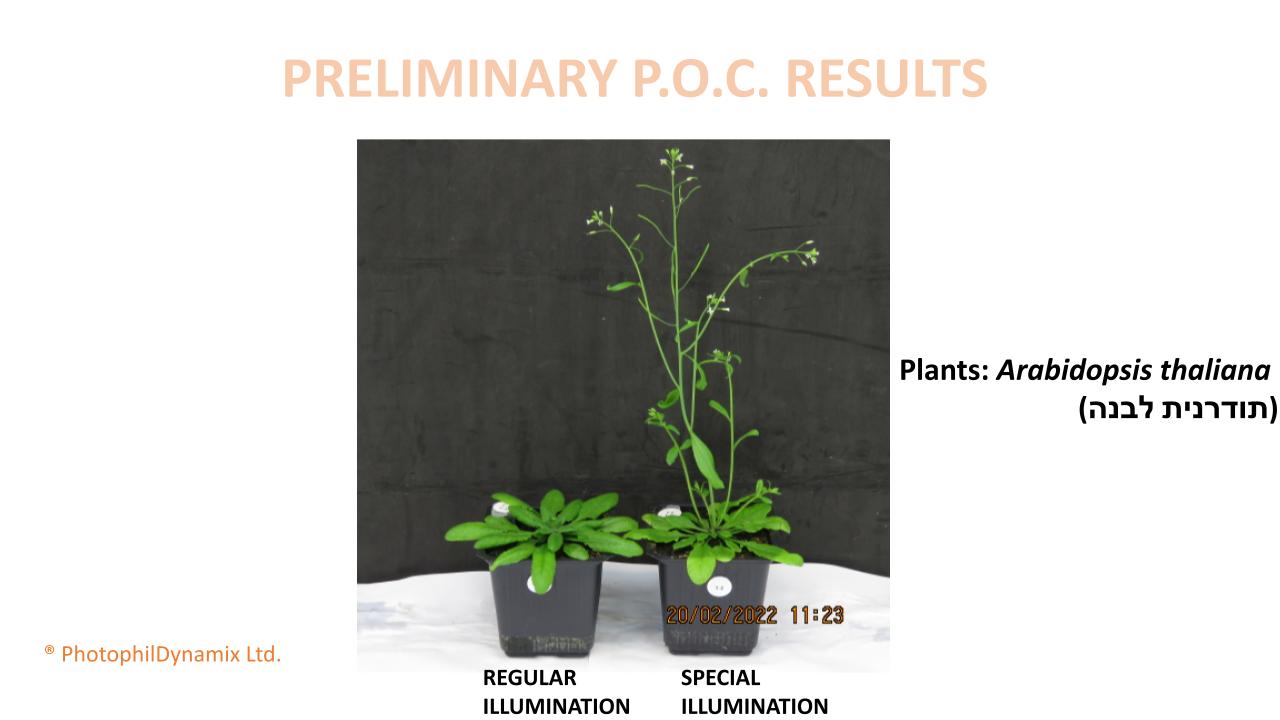 PRELIMINARY P.O.C. RESULTS
Plants: Arabidopsis thaliana
(תודרנית לבנה)
20/02/2022 11:23
® PhotophilDynamix Ltd.
REGULAR
ILLUMINATION
SPECIAL
ILLUMINATION